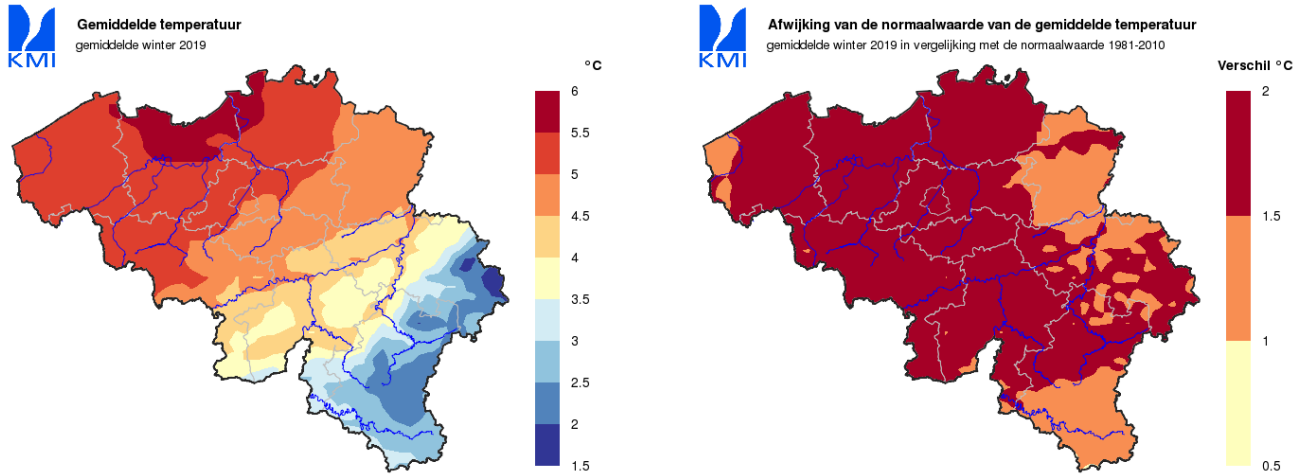 KMI
Gemiddelde temperatuur
gemiddelde winter 2019
°C
6
5.5
5
4.5
4
3.5
3
2.5
2
1.5
KMI
Afwijking van de normaalwaarde van de gemiddelde temperatuur
gemiddelde winter 2019 in vergelijking met de normaalwaarde 1981-2010
Verschil °C
2
1.5
1
0.5